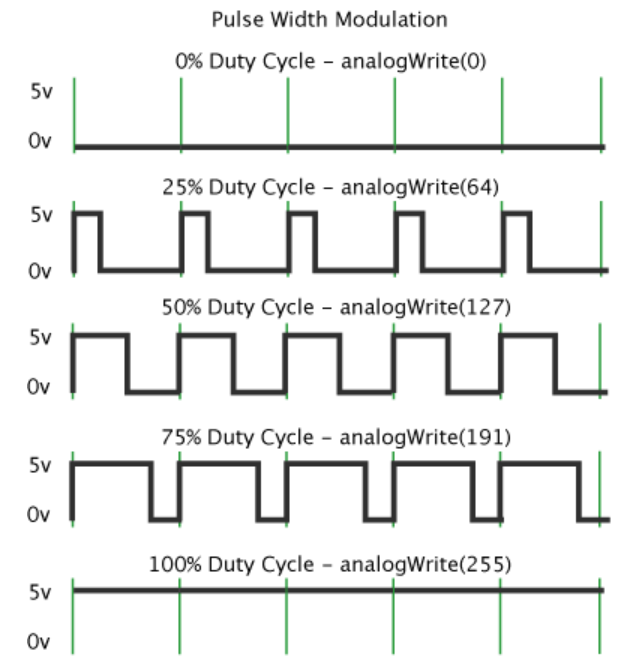 Pulse Width Modulation
0% Duty Cycle – analogWrite(0)
5v
0v
25% Duty Cycle – analogWrite(64)
5v
0v
50% Duty Cycle – analogWrite(127)
5v
0v
75% Duty Cycle – analogWrite(191)
5v
0v
100% Duty Cycle – analogWrite(255)
5v
0v